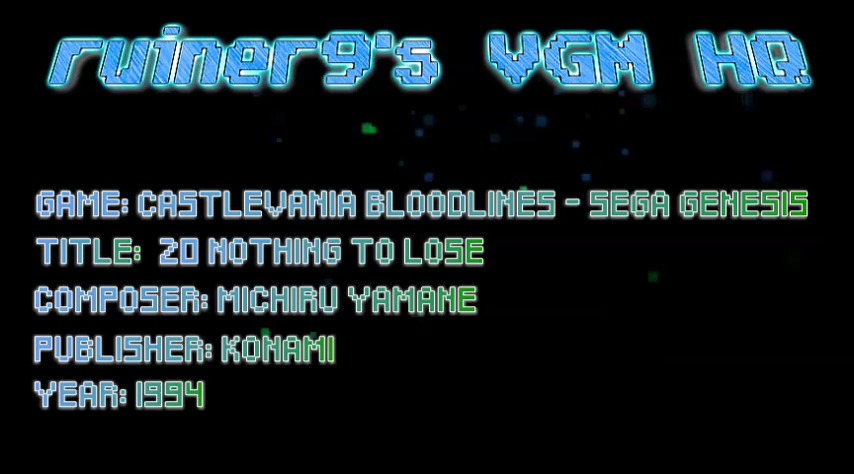 ruiner9's VGM HQ
GAME: CASTLEVANIA BLOODLINES - SEGA GENESIS
TITLE: 20 NOTHING TO LOSE
COMPOSER: MICHIRU YAMANE
PUBLISHER: KONAMI
YEAR: 1994